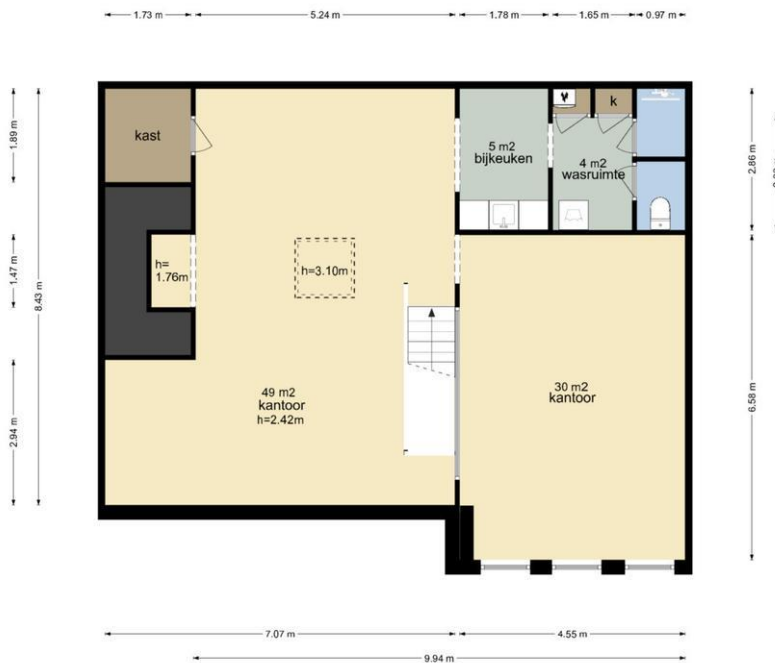 1.73 m
5.24 m
1.78 m
1.65 m
0.97 m
1.89 m
1.47 m
2.94 m
8.43 m
kast
k
5 m2
bijkeuken
4 m2
wasruimte
2.86 m
h=
1.76m
h=3.10m
49 m2
kantoor
h=2.42m
30 m2
kantoor
6.58 m
7.07 m
4.55 m
9.94 m